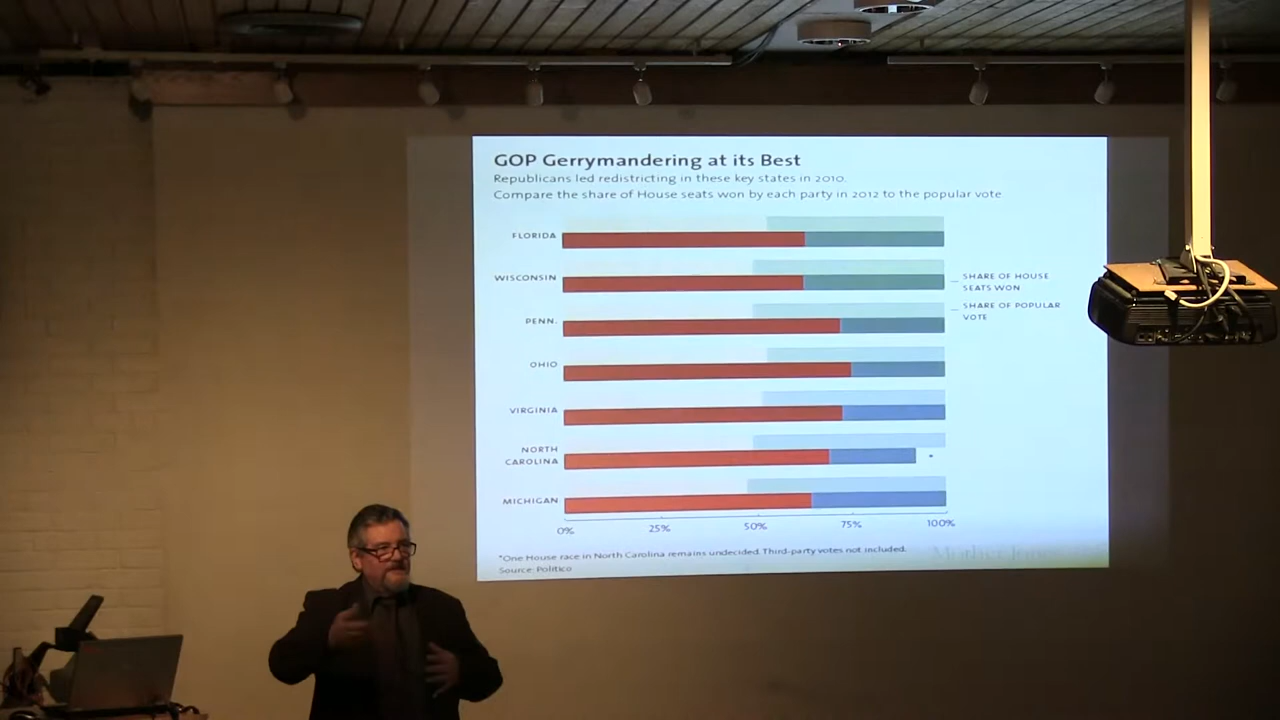 GOP Gerrymandering at its Best
Republicans led redistricting in these key states in 2010.
Compare the share of House seats won by each party in 2012 to the popular vote.
FLORIDA
WISCONSIN
SHARE OF HOUSE
SEATS WON
SHARE OF POPULAR
VOTE
PENN.
OHIO
VIRGINIA
NORTH
CAROLINA
*
MICHIGAN
0% 25% 50% 75% 100%
*One House race in North Carolina remains undecided. Third-party votes not included.
Source: Politico
Mother Jones